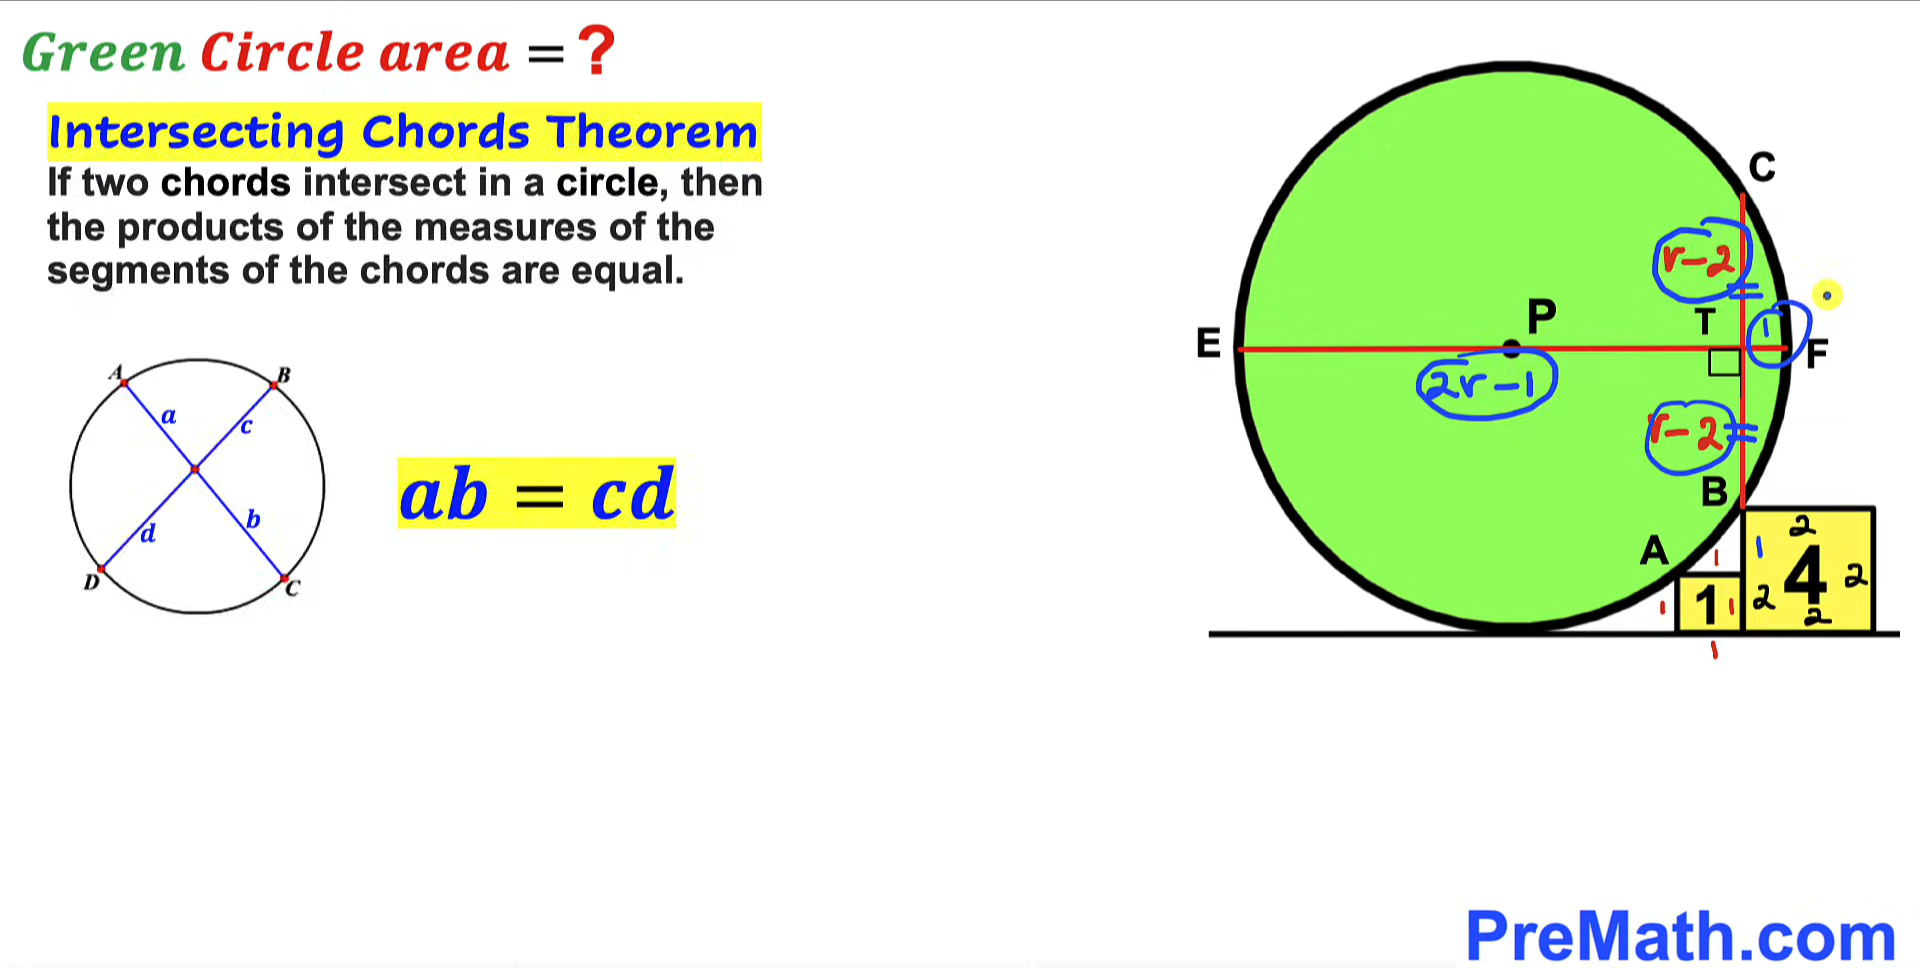 Green Circle area = ?
Intersecting Chords Theorem
If two chords intersect in a circle, then
the products of the measures of the
segments of the chords are equal.
A
B
a
c
d
b
D
C
ab = cd
C
r-2
P
T
1
E
F
2r-1
r-2
B
A
1
1
2
4
2
1
1
1
2
2
1
PreMath.com